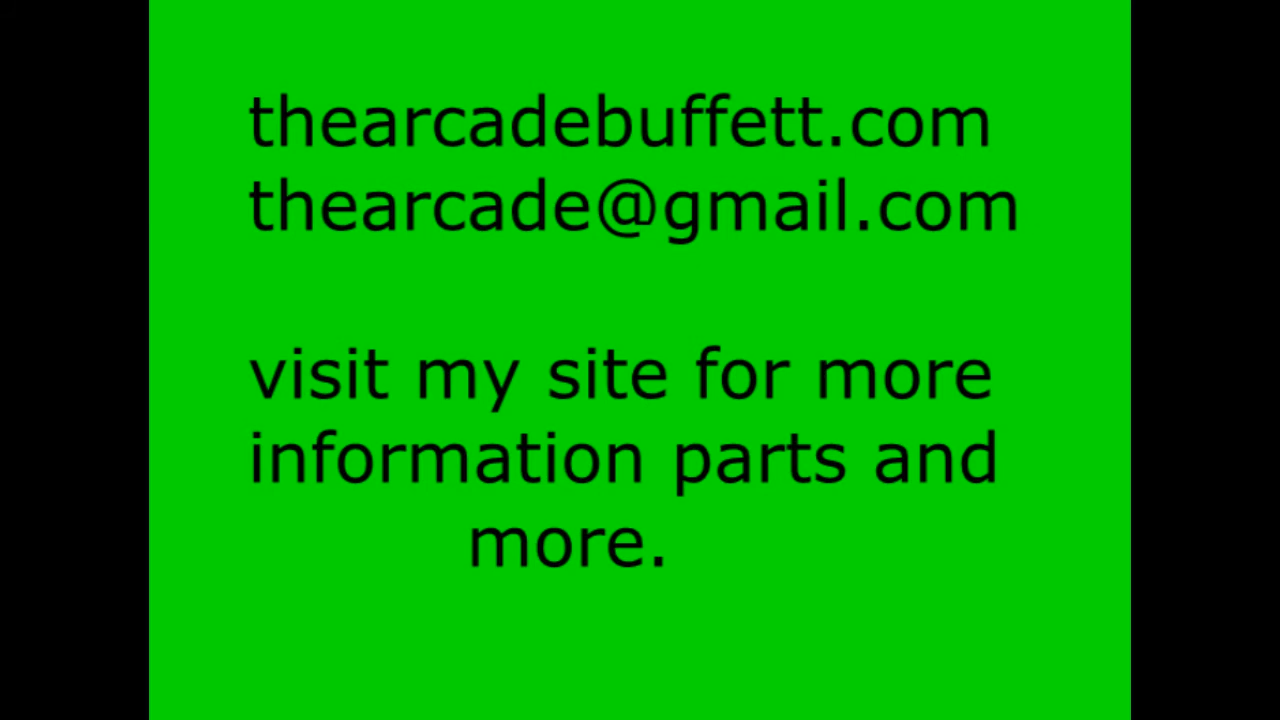 thearcadebuffett.com
thearcade@gmail.com
visit my site for more
information parts and
more.